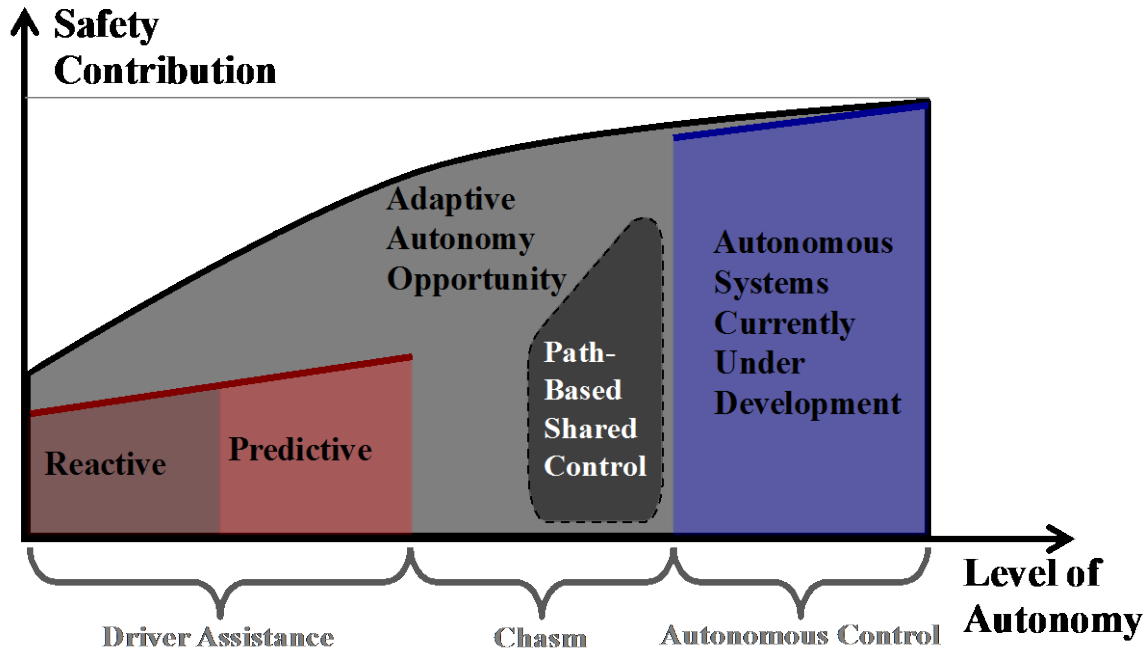 Safety
Contribution
Adaptive
Autonomy
Opportunity
Autonomous
Systems
Currently
Under
Development
Path-
Based
Shared
Control
Reactive
Predictive
Level of
Autonomy
Driver Assistance
Chasm
Autonomous Control